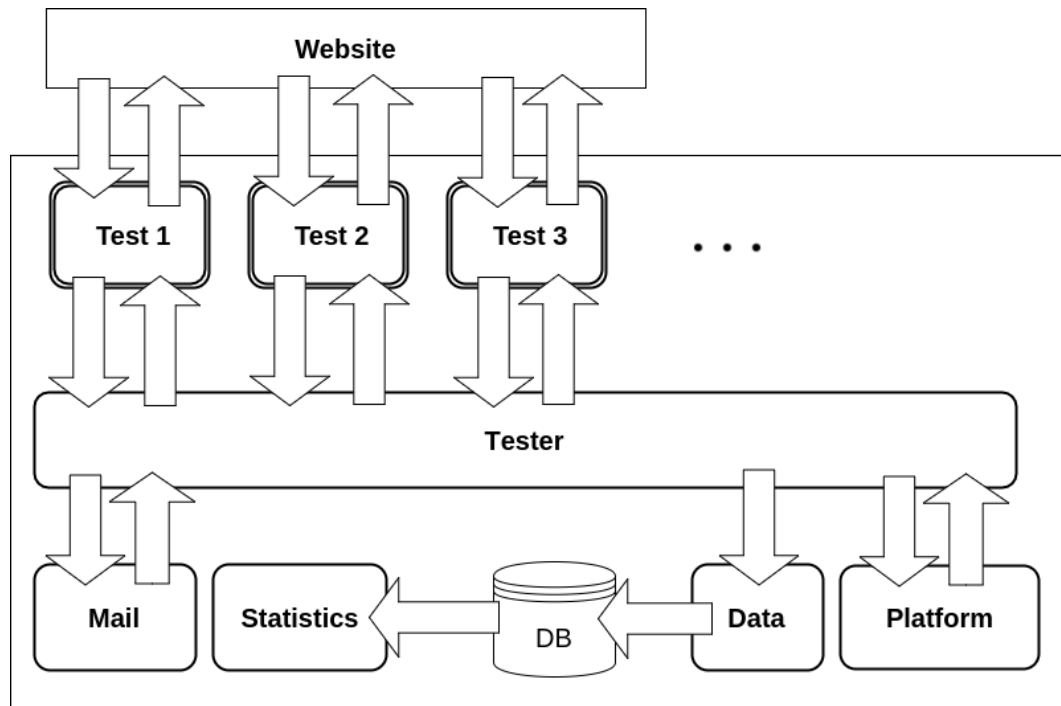 Website
Test 1
Test 2
Test 3
. . .
Tester
Mail
Statistics
DB
Data
Platform